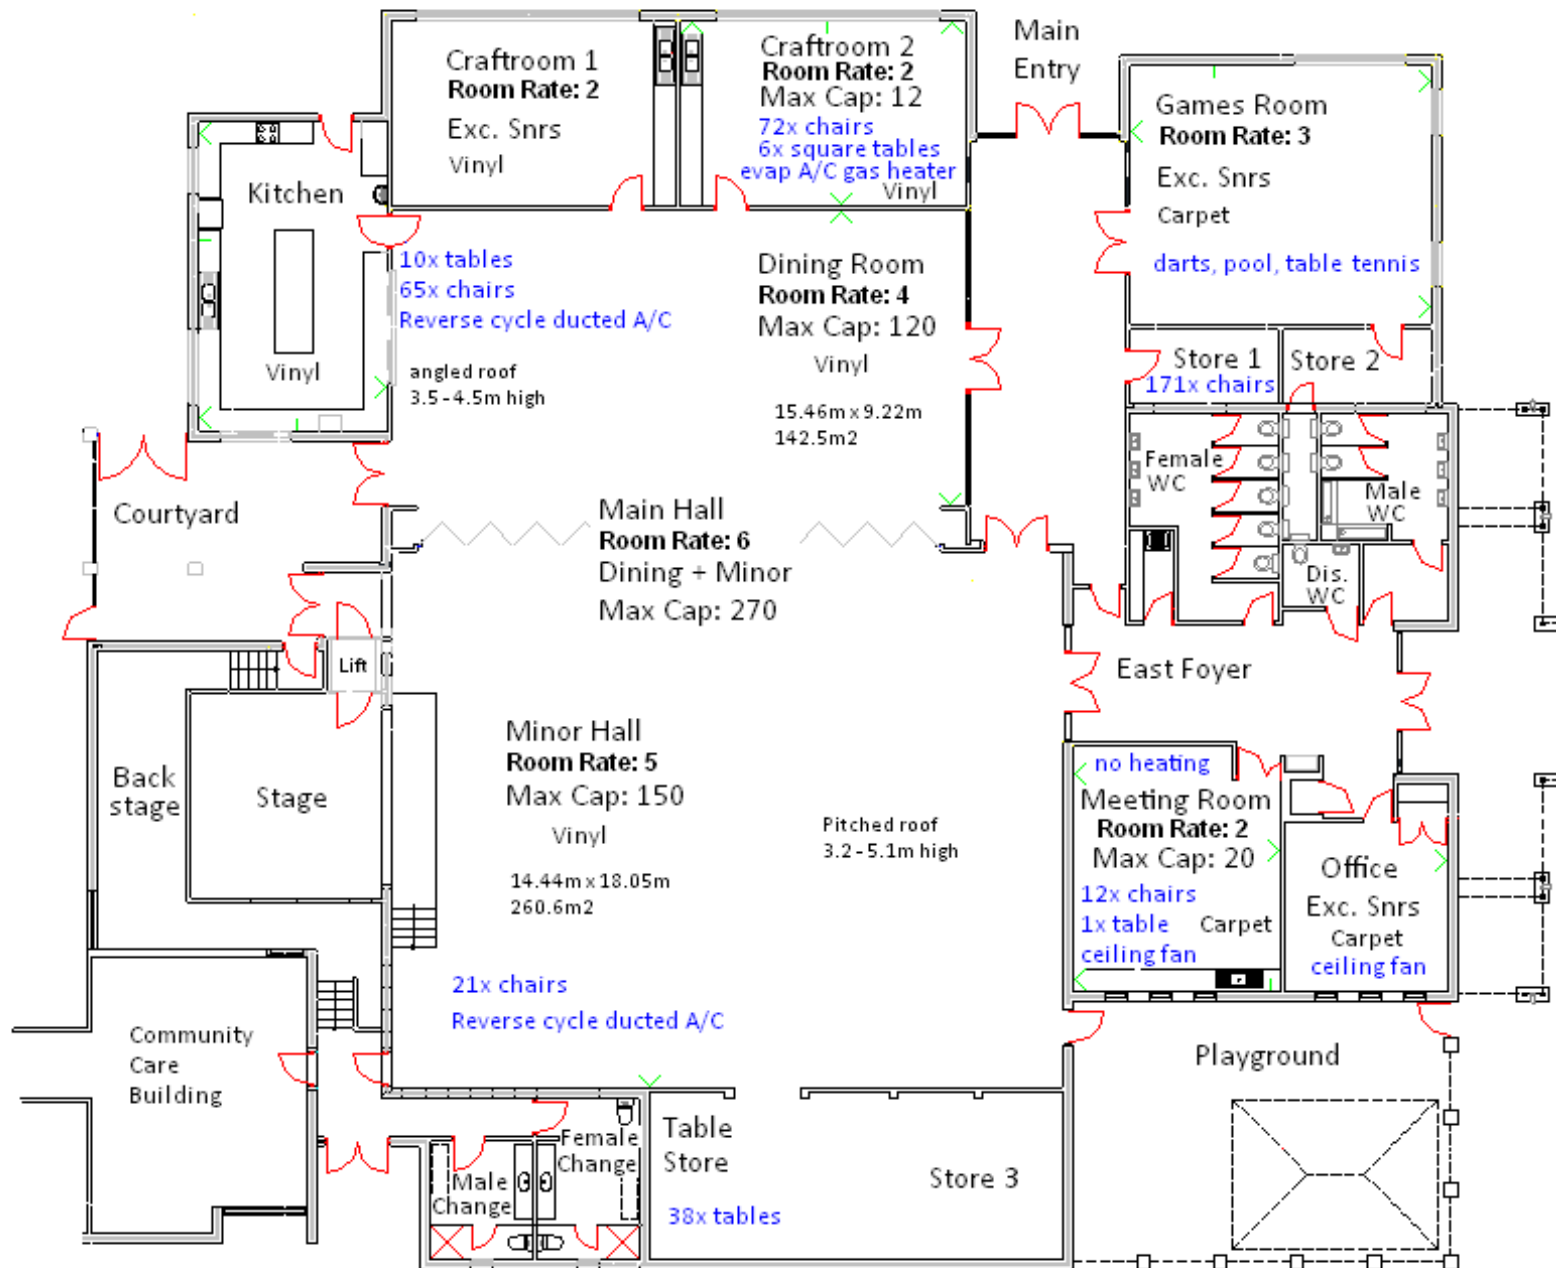 Craftroom 1
Room Rate: 2
Exc. Snrs
Vinyl
Craftroom 2
Room Rate: 2
Max Cap: 12
72x chairs
6x square tables
evap A/C gas heater
Vinyl
Main
Entry
Games Room
Room Rate: 3
Exc. Snrs
Carpet
darts, pool, table tennis
Kitchen
Vinyl
10x tables
65x chairs
Reverse cycle ducted A/C
angled roof
3.5-4.5m high
Dining Room
Room Rate: 4
Max Cap: 120
Vinyl
15.46m x 9.22m
142.5m2
Store 1
171x chairs
Store 2
Female
WC
Male
WC
Dis.
WC
Courtyard
Main Hall
Room Rate: 6
Dining + Minor
Max Cap: 270
Lift
East Foyer
Back
stage
Stage
Minor Hall
Room Rate: 5
Max Cap: 150
Vinyl
14.44m x 18.05m
260.6m2
Pitched roof
3.2-5.1m high
no heating
Meeting Room
Room Rate: 2
Max Cap: 20
12x chairs
1x table
Carpet
ceiling fan
Office
Exc. Snrs
Carpet
ceiling fan
21x chairs
Reverse cycle ducted A/C
Community
Care
Building
Playground
Female
Change
Male
Change
Table
Store
38x tables
Store 3